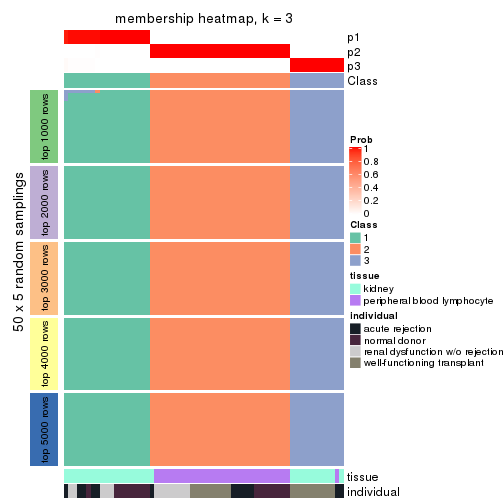 membership heatmap, k = 3
p1
p2
p3
Class
50 x 5 random samplings
top 1000 rows
top 2000 rows
top 3000 rows
top 4000 rows
top 5000 rows
Prob
1
0.8
0.6
0.4
0.2
0
Class
1
2
3
tissue
kidney
peripheral blood lymphocyte
individual
acute rejection
normal donor
renal dysfunction w/o rejection
well-functioning transplant
tissue
individual